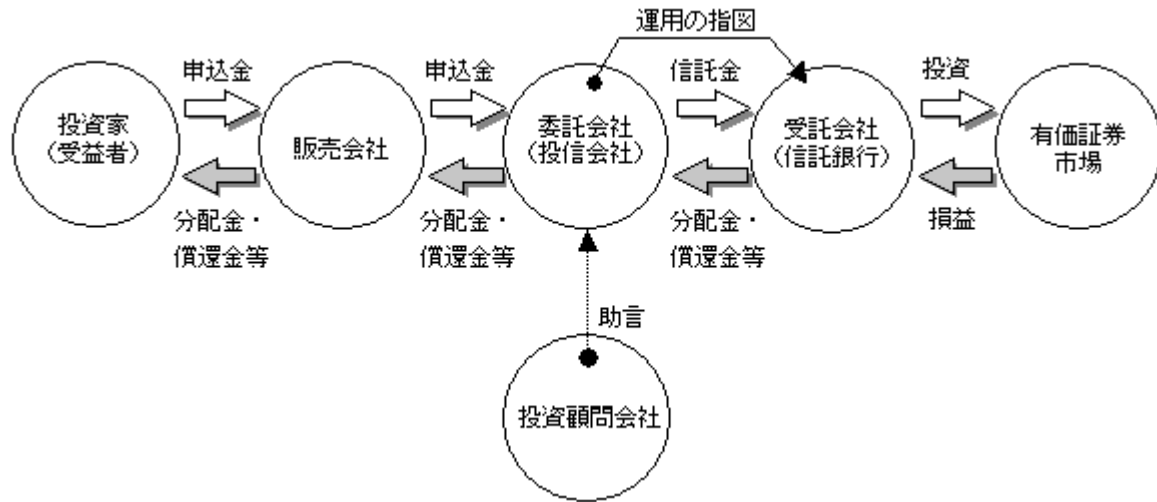 運用の指図
申込金
申込金
信託金
投資
投資家
(受益者)
販売会社
委託会社
(投信会社)
受託会社
(信託銀行)
有価証券
市場
分配金・
償還金等
分配金・
償還金等
分配金・
償還金等
損益
助言
投資顧問会社